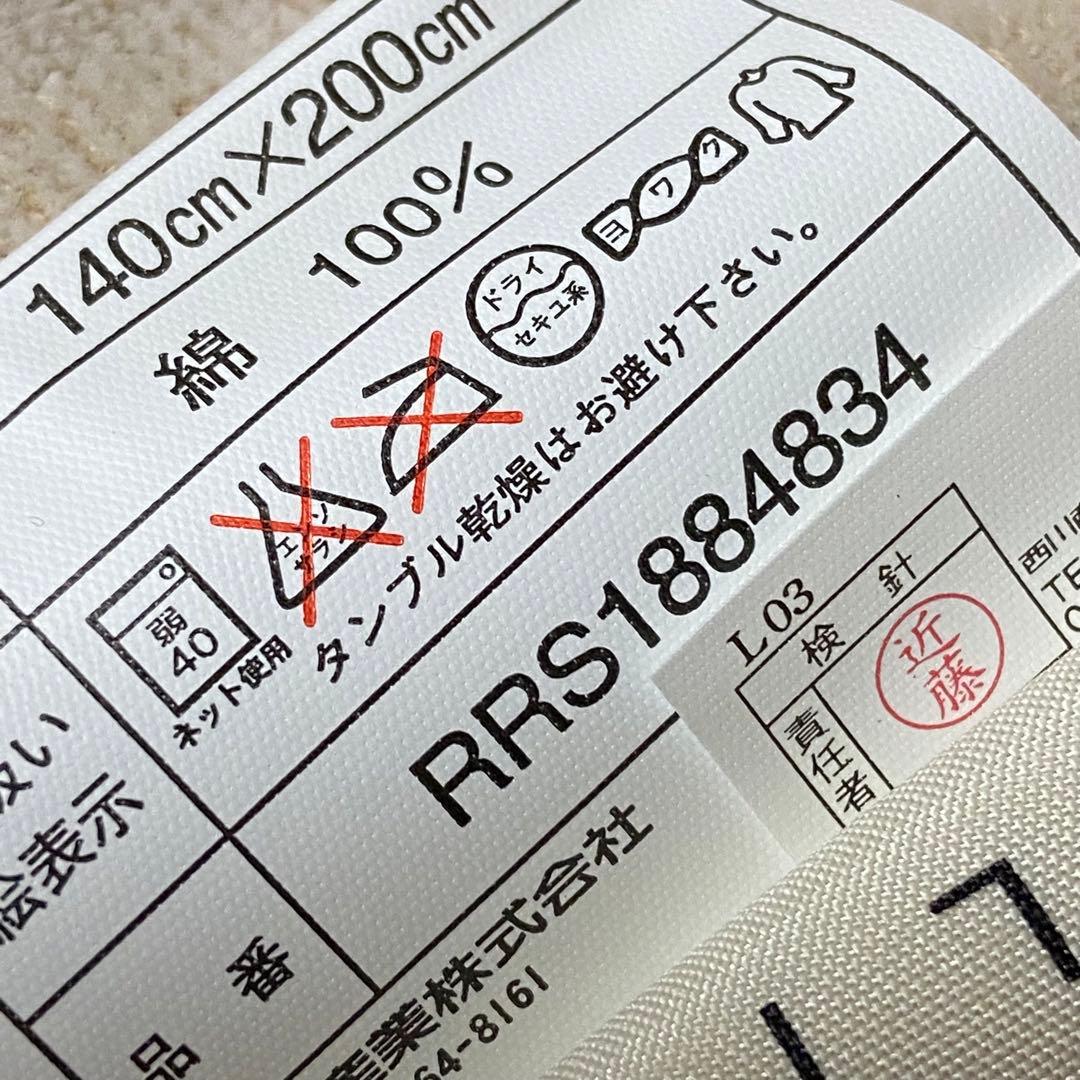 140cm×200cm
綿 100%
弱
40
ネット使用
エンソ
サラシ
ドライ
セキユ系
ヨワク
タンブル乾燥はお避け下さい。
扱い
絵表示
品番 RRS1884834
産業株式会社
64-8161
L03
検針
責任者
近藤
西川